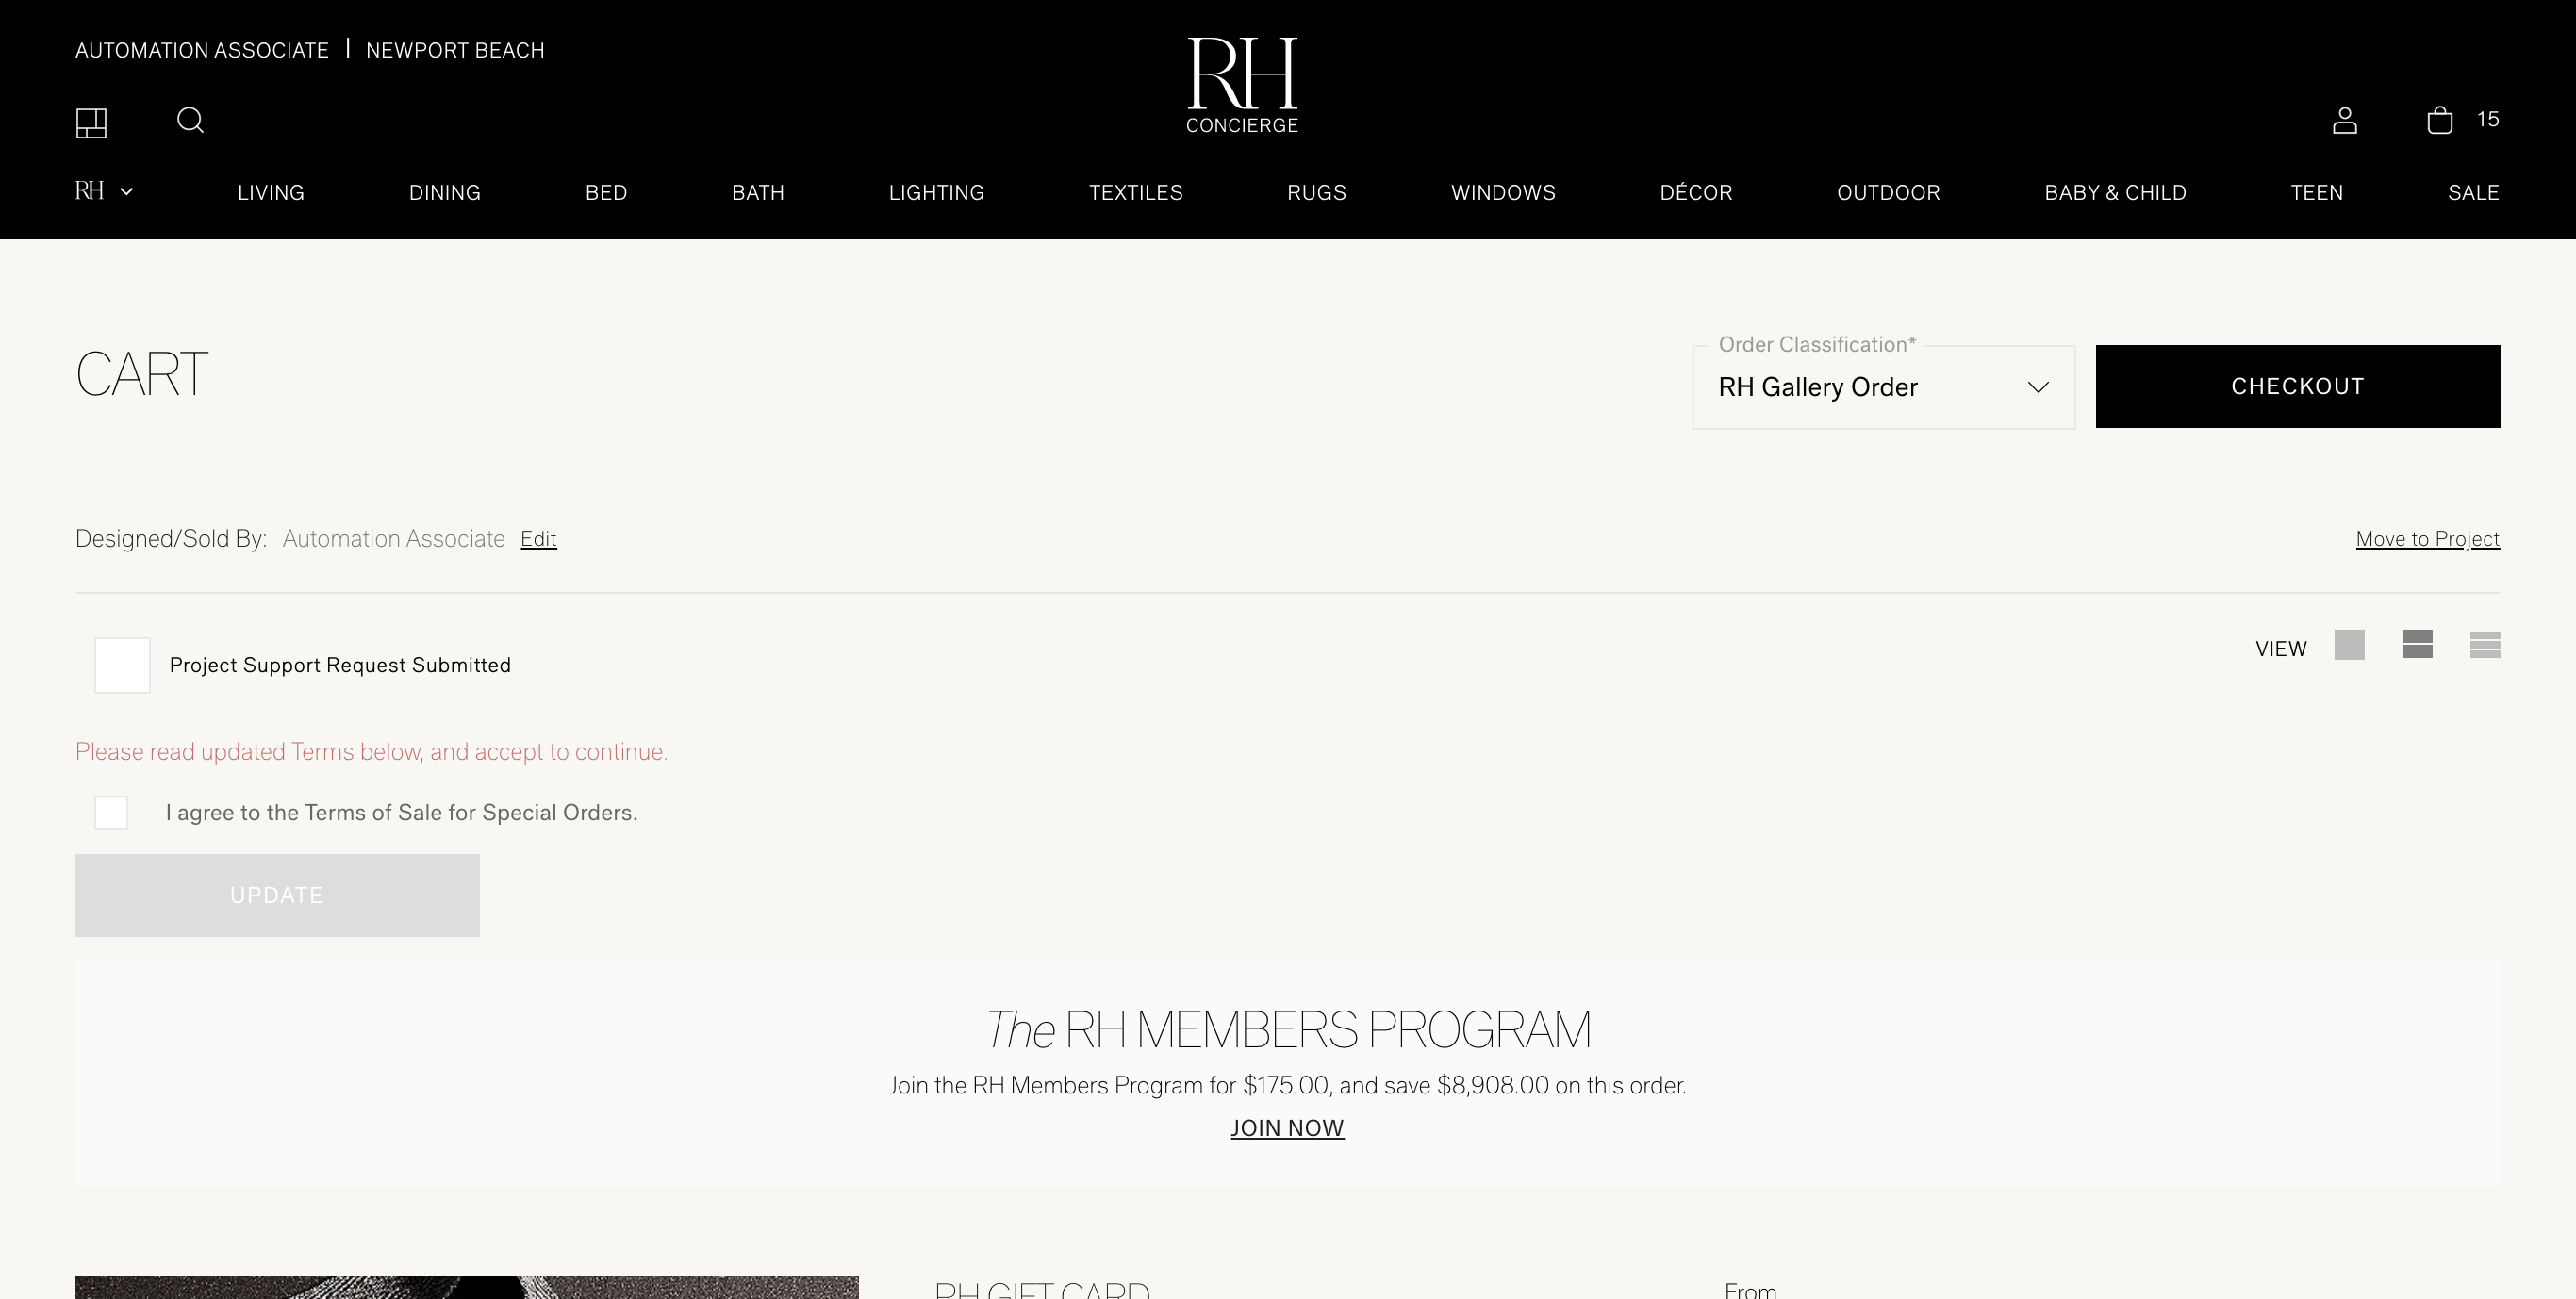 AUTOMATION ASSOCIATE | NEWPORT BEACH
RH
CONCIERGE
15
RH LIVING DINING BED BATH LIGHTING TEXTILES RUGS WINDOWS DÉCOR OUTDOOR BABY & CHILD TEEN SALE
CART
Order Classification*
RH Gallery Order
CHECKOUT
Designed/Sold By: Automation Associate Edit
Move to Project
Project Support Request Submitted
VIEW
Please read updated Terms below, and accept to continue.
I agree to the Terms of Sale for Special Orders.
UPDATE
The RH MEMBERS PROGRAM
Join the RH Members Program for $175.00, and save $8,908.00 on this order.
JOIN NOW
RH GIFT CARD
From